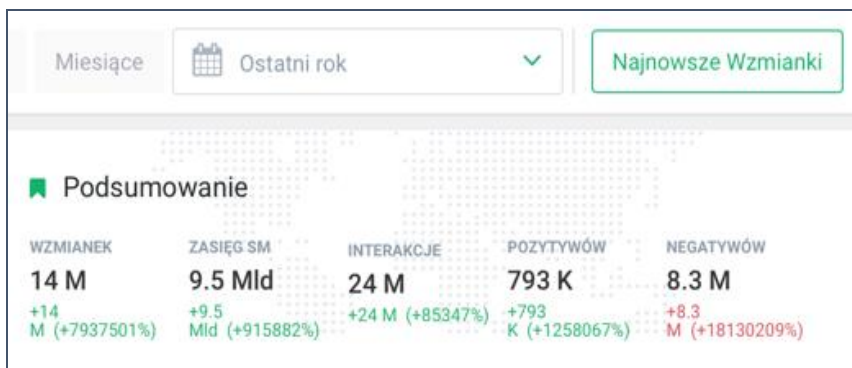 Miesiące
Ostatni rok
Najnowsze Wzmianki
Podsumowanie
WZMIANEK
14 M
+14
M (+7937501%)
ZASIĘG SM
9.5 Mld
+9.5
Mld (+915882%)
INTERAKCJE
24 M
+24 M (+85347%)
POZYTYWÓW
793 K
+793
K (+1258067%)
NEGATYWÓW
8.3 M
+8.3
M (+18130209%)